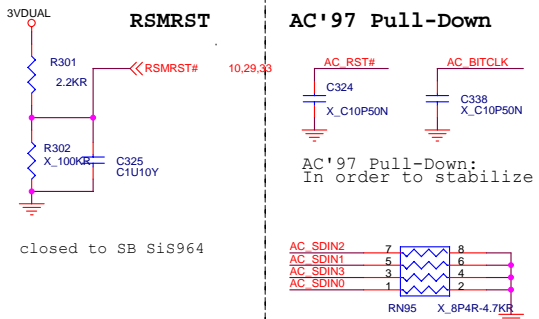 3VDUAL
RSMRST
R301
2.2KR
RSMRST#
10,29,33
R302
X_100KR
C325
C1U10Y
closed to SB SiS964
AC'97 Pull-Down
AC_RST#
AC_BITCLK
C324
X_C10P50N
C338
X_C10P50N
AC'97 Pull-Down:
In order to stabilize
AC_SDIN2 7 8
AC_SDIN1 5 6
AC_SDIN3 3 4
AC_SDIN0 1 2
RN95 X_8P4R-4.7KR